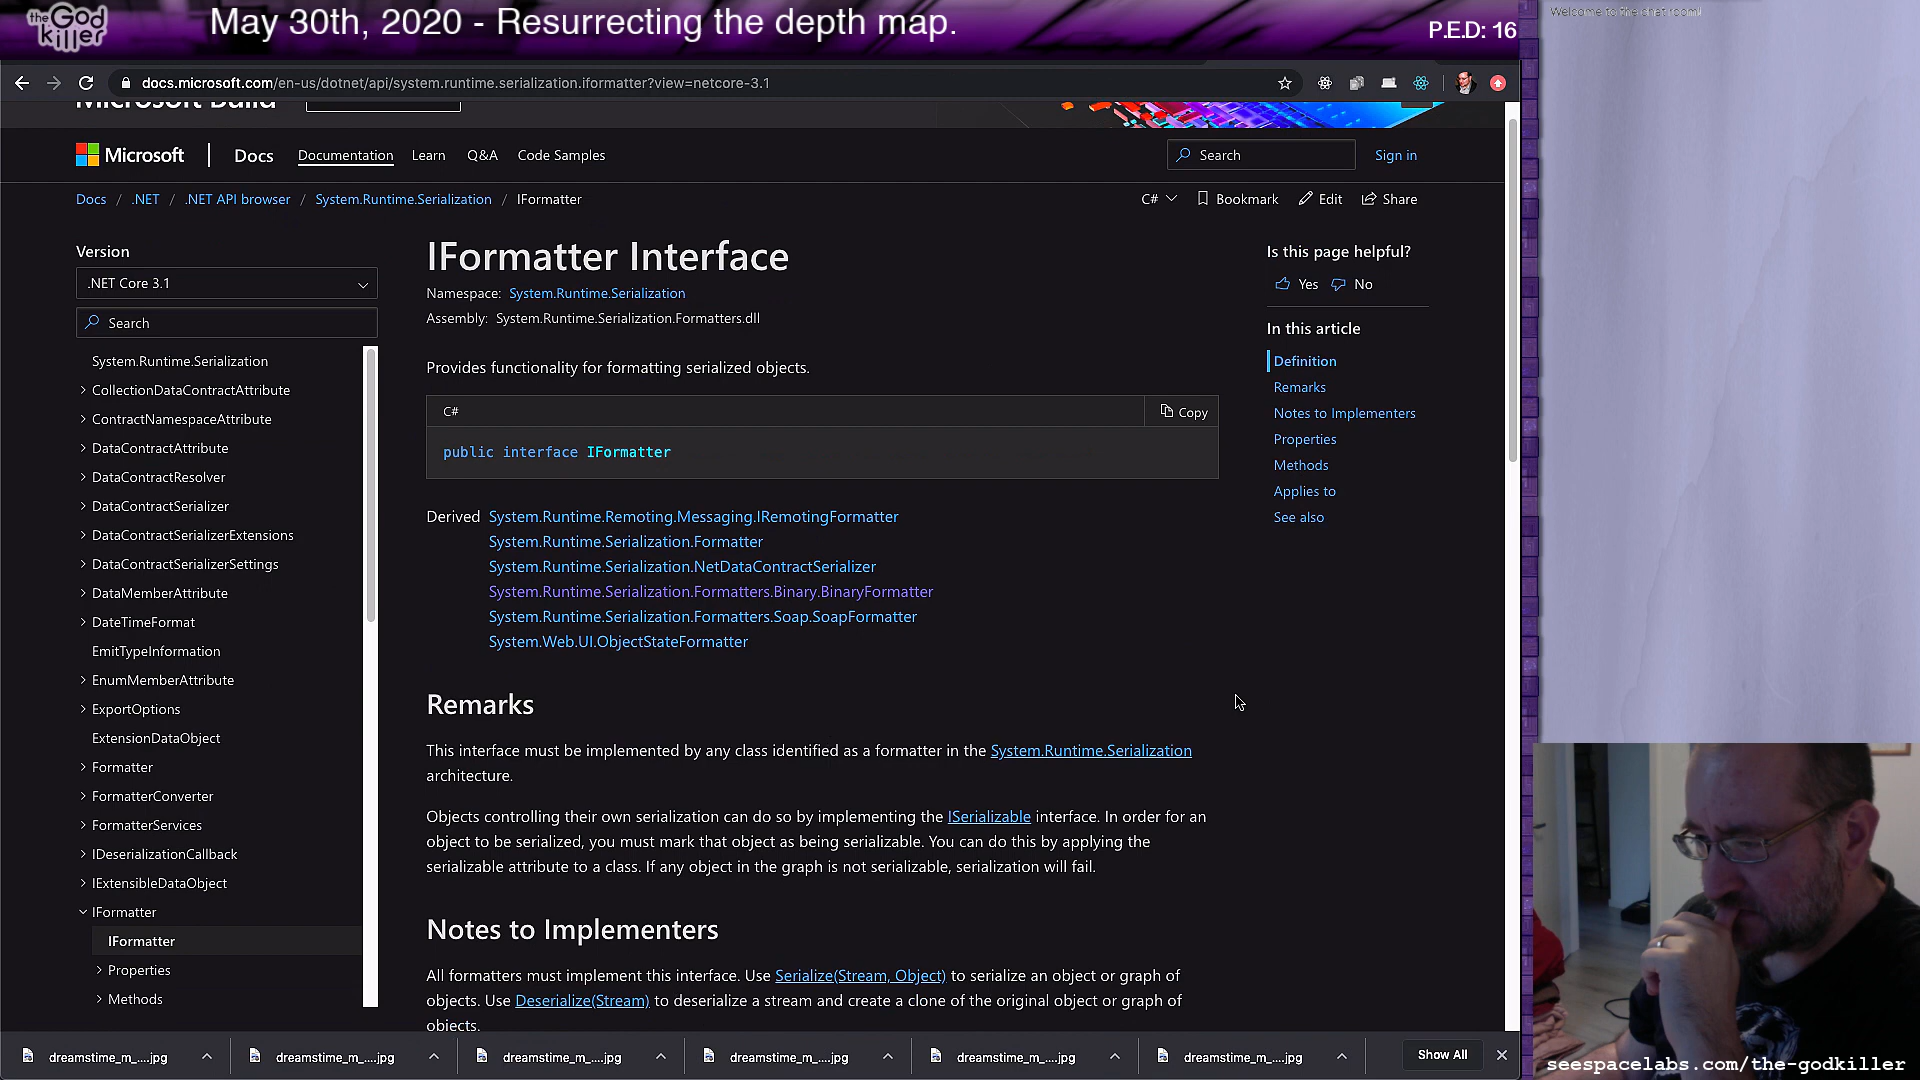 the God killer
May 30th, 2020 - Resurrecting the depth map.
P.E.D: 16
Welcome to the chat room!
docs.microsoft.com/en-us/dotnet/api/system.runtime.serialization.iformatter?view=netcore-3.1
Microsoft Build
Microsoft
Docs
Documentation
Learn
Q&A
Code Samples
Search
Sign in
Docs / .NET / .NET API browser / System.Runtime.Serialization / IFormatter
C#
Bookmark
Edit
Share
Version
.NET Core 3.1
Search
System.Runtime.Serialization
CollectionDataContractAttribute
ContractNamespaceAttribute
DataContractAttribute
DataContractResolver
DataContractSerializer
DataContractSerializerExtensions
DataContractSerializerSettings
DataMemberAttribute
DateTimeFormat
EmitTypeInformation
EnumMemberAttribute
ExportOptions
ExtensionDataObject
Formatter
FormatterConverter
FormatterServices
IDeserializationCallback
IExtensibleDataObject
IFormatter
IFormatter
Properties
Methods
IFormatter Interface
Namespace: System.Runtime.Serialization
Assembly: System.Runtime.Serialization.Formatters.dll
Provides functionality for formatting serialized objects.
C#
Copy
public interface IFormatter
Derived System.Runtime.Remoting.Messaging.IRemotingFormatter
System.Runtime.Serialization.Formatter
System.Runtime.Serialization.NetDataContractSerializer
System.Runtime.Serialization.Formatters.Binary.BinaryFormatter
System.Runtime.Serialization.Formatters.Soap.SoapFormatter
System.Web.UI.ObjectStateFormatter
Remarks
This interface must be implemented by any class identified as a formatter in the System.Runtime.Serialization
architecture.
Objects controlling their own serialization can do so by implementing the ISerializable interface. In order for an
object to be serialized, you must mark that object as being serializable. You can do this by applying the
serializable attribute to a class. If any object in the graph is not serializable, serialization will fail.
Notes to Implementers
All formatters must implement this interface. Use Serialize(Stream, Object) to serialize an object or graph of
objects. Use Deserialize(Stream) to deserialize a stream and create a clone of the original object or graph of
objects.
Is this page helpful?
Yes
No
In this article
Definition
Remarks
Notes to Implementers
Properties
Methods
Applies to
See also
dreamstime_m_....jpg
dreamstime_m_....jpg
dreamstime_m_....jpg
dreamstime_m_....jpg
dreamstime_m_....jpg
dreamstime_m_....jpg
Show All
seespacelabs.com/the-godkiller